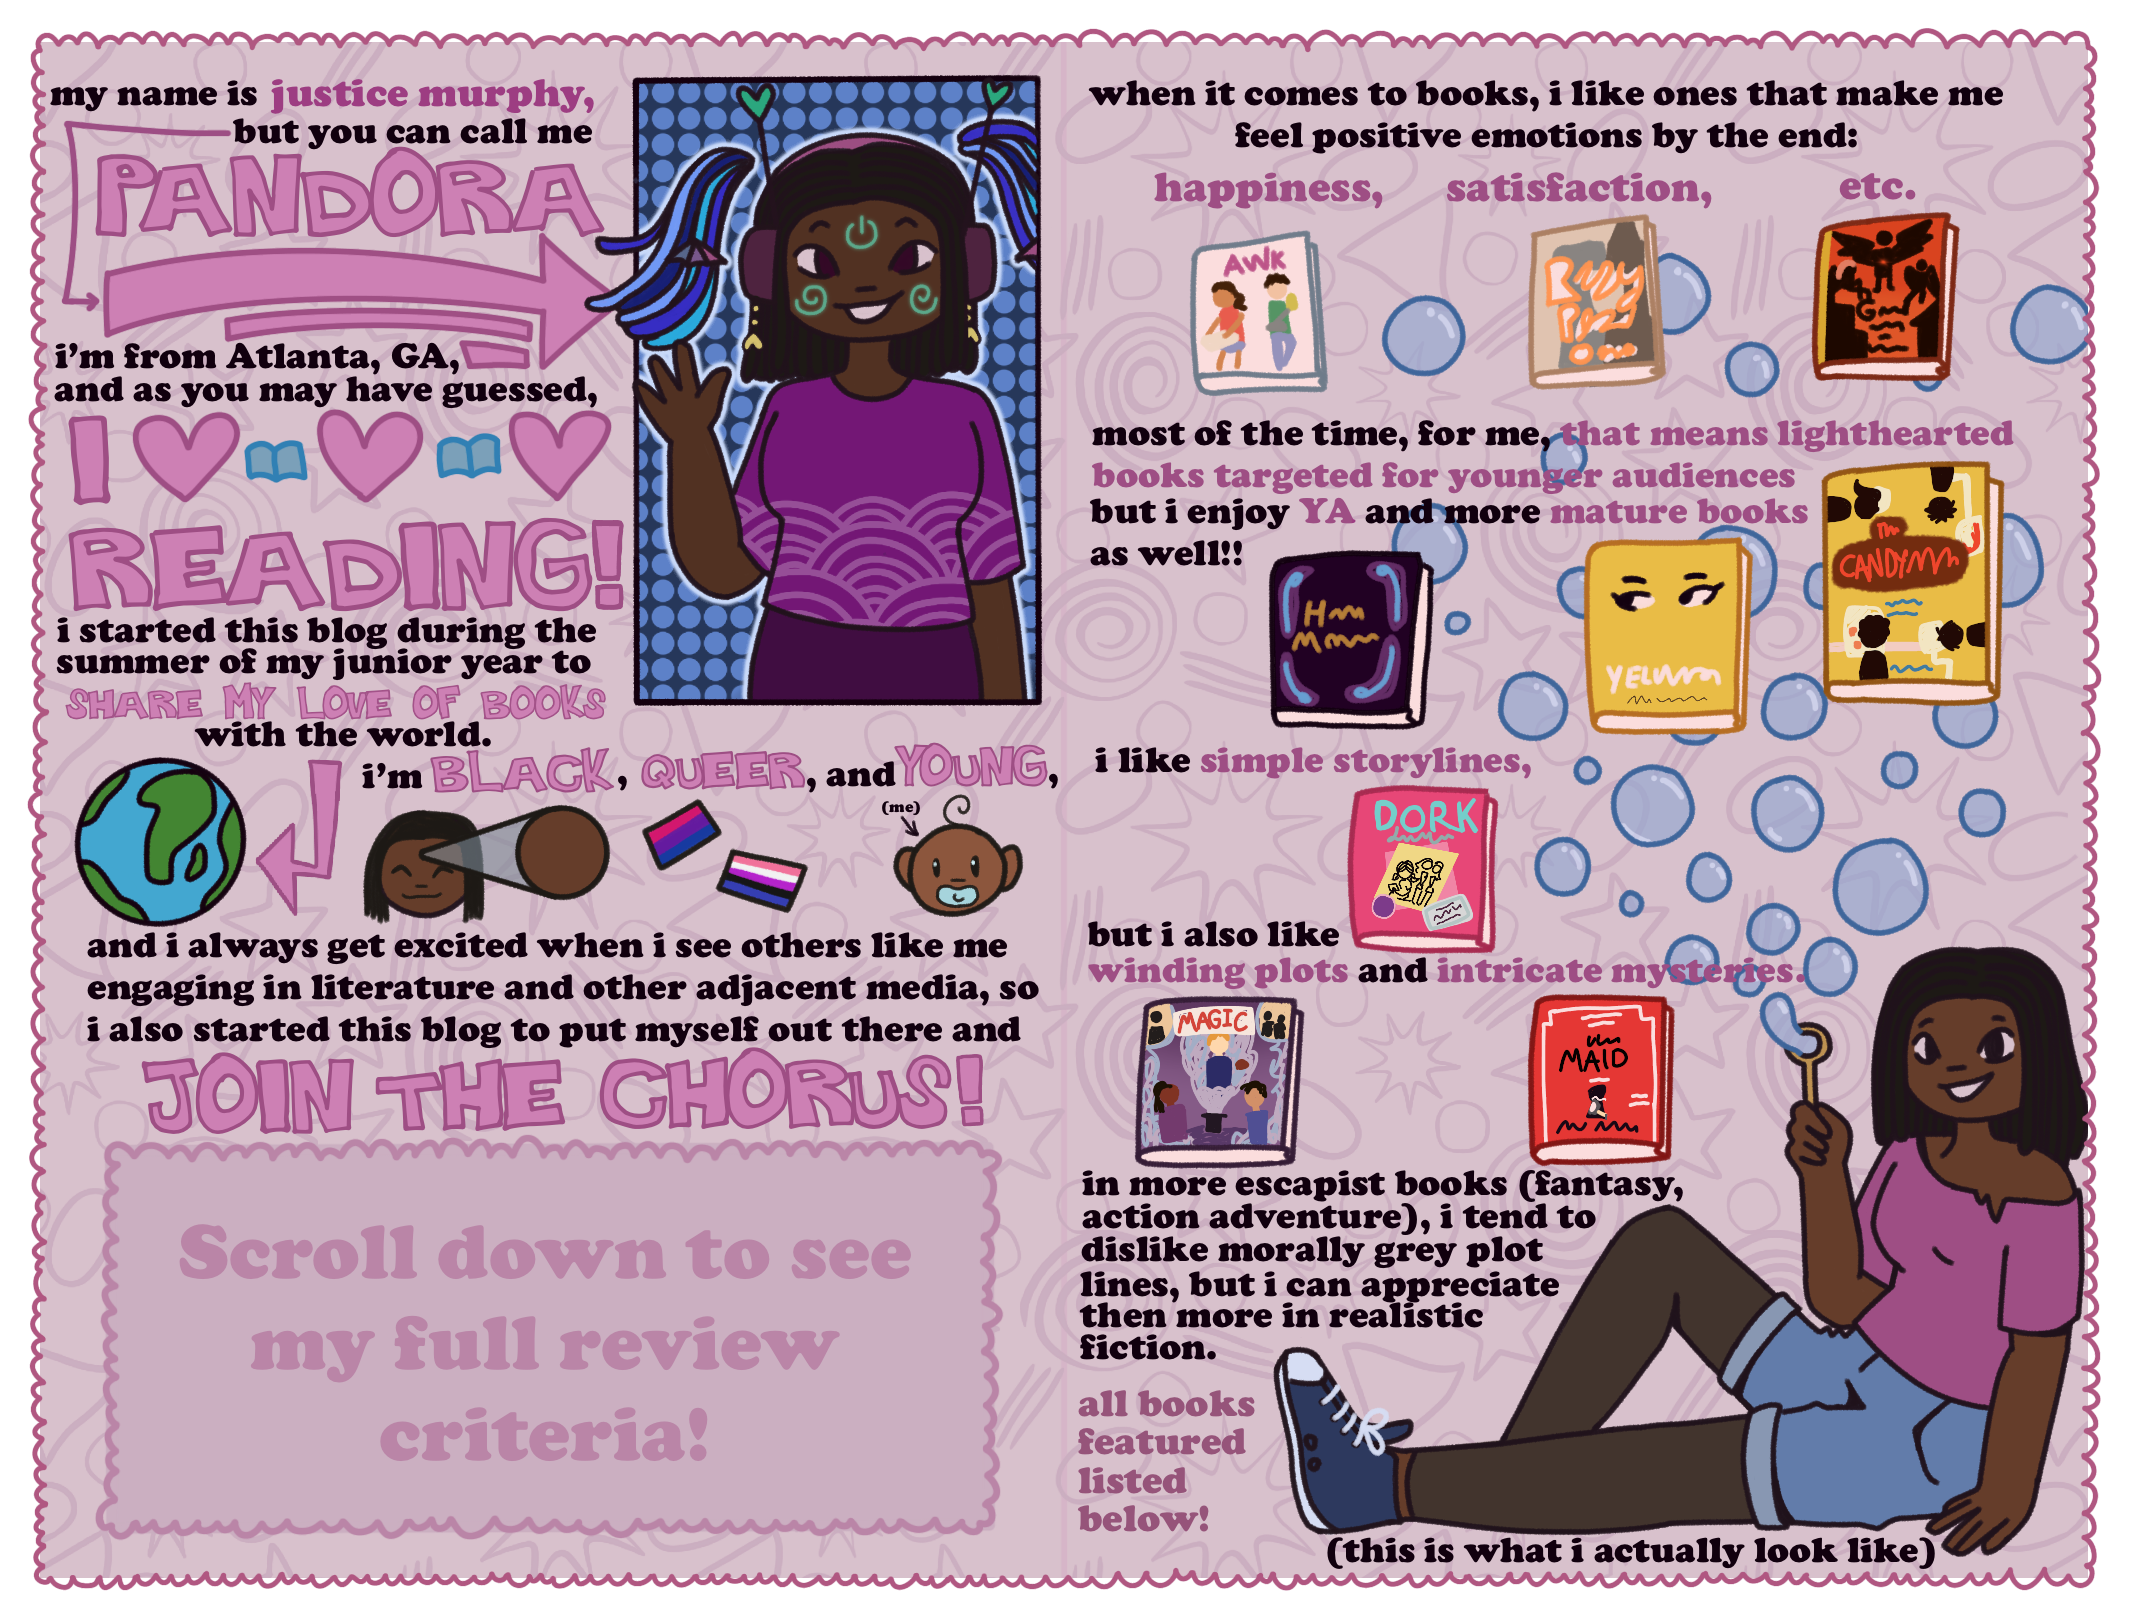 my name is justice murphy,
but you can call me
PANDORA
i'm from Atlanta, GA,
and as you may have guessed,
I
READING!
i started this blog during the
summer of my junior year to
SHARE MY LOVE OF BOOKS
with the world.
i'm BLACK, QUEER, and YOUNG,
(me)
and i always get excited when i see others like me
engaging in literature and other adjacent media, so
i also started this blog to put myself out there and
JOIN THE CHORUS!
Scroll down to see
my full review
criteria!
when it comes to books, i like ones that make me
feel positive emotions by the end:
happiness, satisfaction, etc.
AWK
most of the time, for me, that means lighthearted
books targeted for younger audiences
but i enjoy YA and more mature books
as well!!
i like simple storylines,
DORK
but i also like
winding plots and intricate mysteries.
MAGIC
MAID
in more escapist books (fantasy,
action adventure), i tend to
dislike morally grey plot
lines, but i can appreciate
then more in realistic
fiction.
all books
featured
listed
below!
(this is what i actually look like)